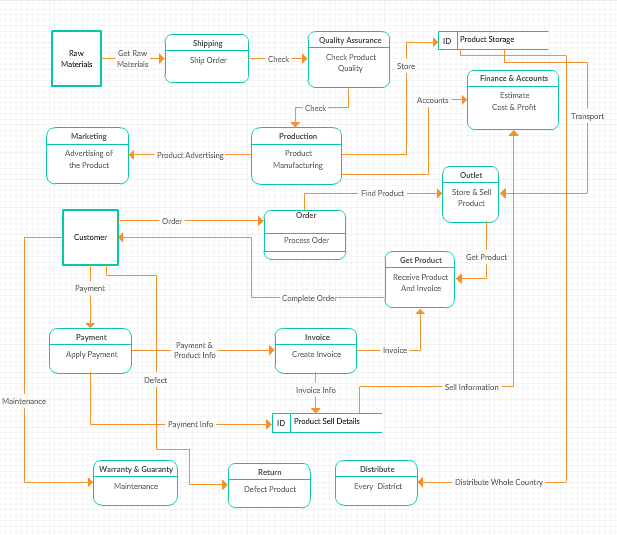 Raw
Materials
Get Raw
Materials
Shipping
Ship Order
Check
Quality Assurance
Check Product
Quality
Store
ID
Product Storage
Finance & Accounts
Estimate
Cost & Profit
Accounts
Transport
Check
Marketing
Advertising of
the Product
Product Advertising
Production
Product
Manufacturing
Outlet
Store & Sell
Product
Find Product
Customer
Order
Order
Process Oder
Get Product
Get Product
Receive Product
And Invoice
Complete Order
Payment
Payment
Apply Payment
Payment &
Product Info
Invoice
Create Invoice
Invoice
Defect
Invoice Info
Sell Information
Maintenance
Payment Info
ID
Product Sell Details
Warranty & Guaranty
Maintenance
Return
Defect Product
Distribute
Every District
Distribute Whole Country